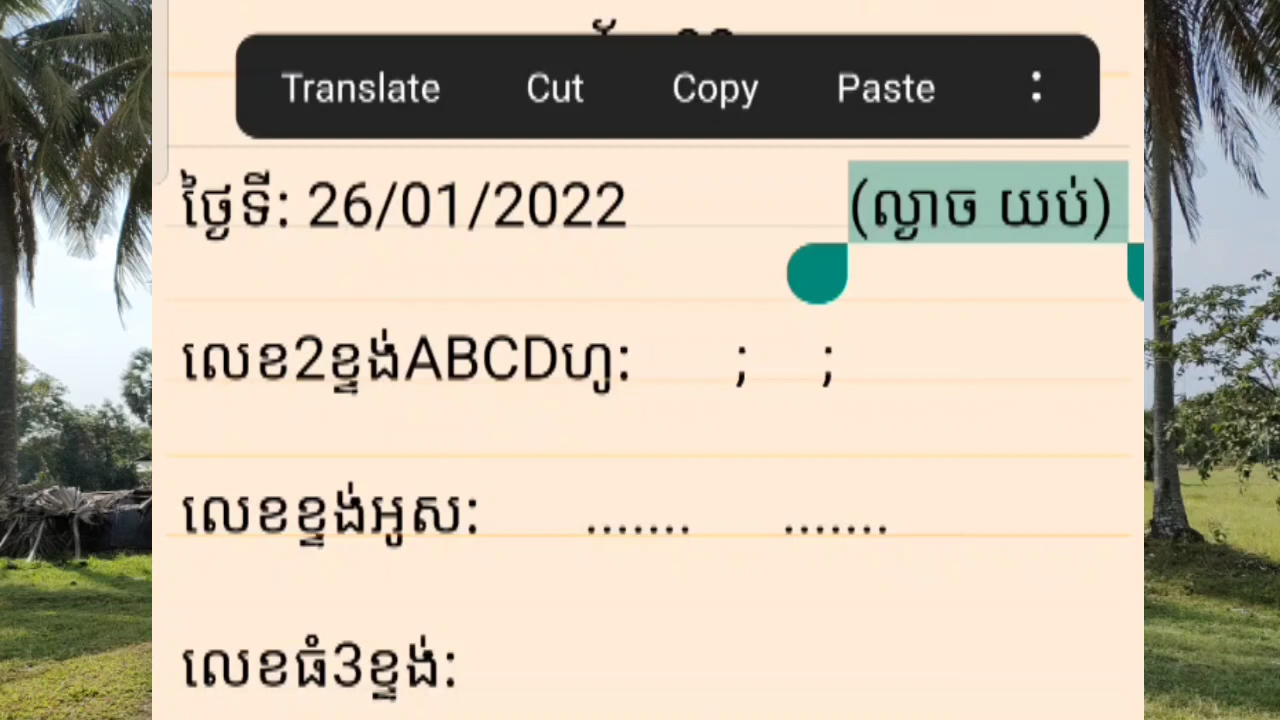 Translate Cut Copy Paste :
ថ្ងៃទី: 26/01/2022 (ល្ងាច យប់)
លេខ2ខ្ទង់ABCDហូ: ; ;
លេខខ្ទង់អូស: ....... .......
លេខធំ3ខ្ទង់: